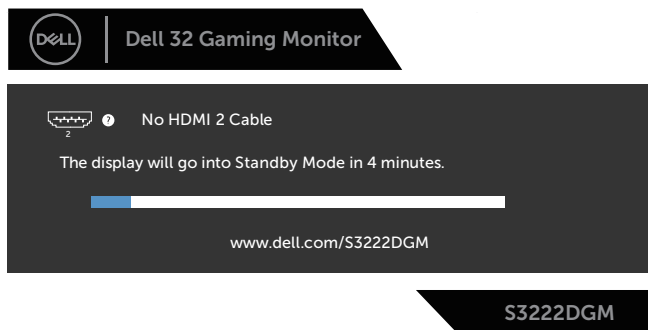 DELL
Dell 32 Gaming Monitor
? No HDMI 2 Cable
2
The display will go into Standby Mode in 4 minutes.
www.dell.com/S3222DGM
S3222DGM